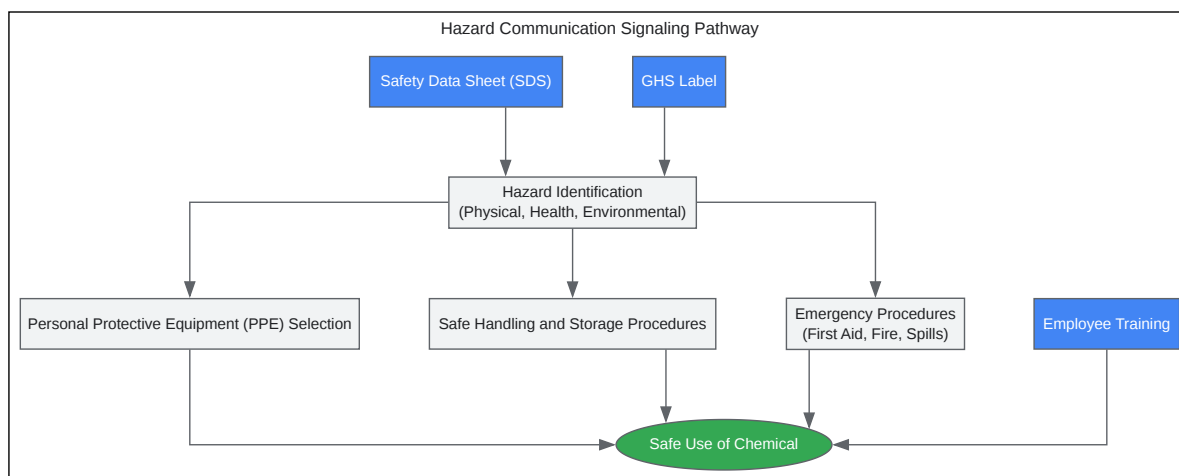 Hazard Communication Signaling Pathway
Safety Data Sheet (SDS)
GHS Label
Hazard Identification
(Physical, Health, Environmental)
Personal Protective Equipment (PPE) Selection
Safe Handling and Storage Procedures
Emergency Procedures
(First Aid, Fire, Spills)
Employee Training
Safe Use of Chemical